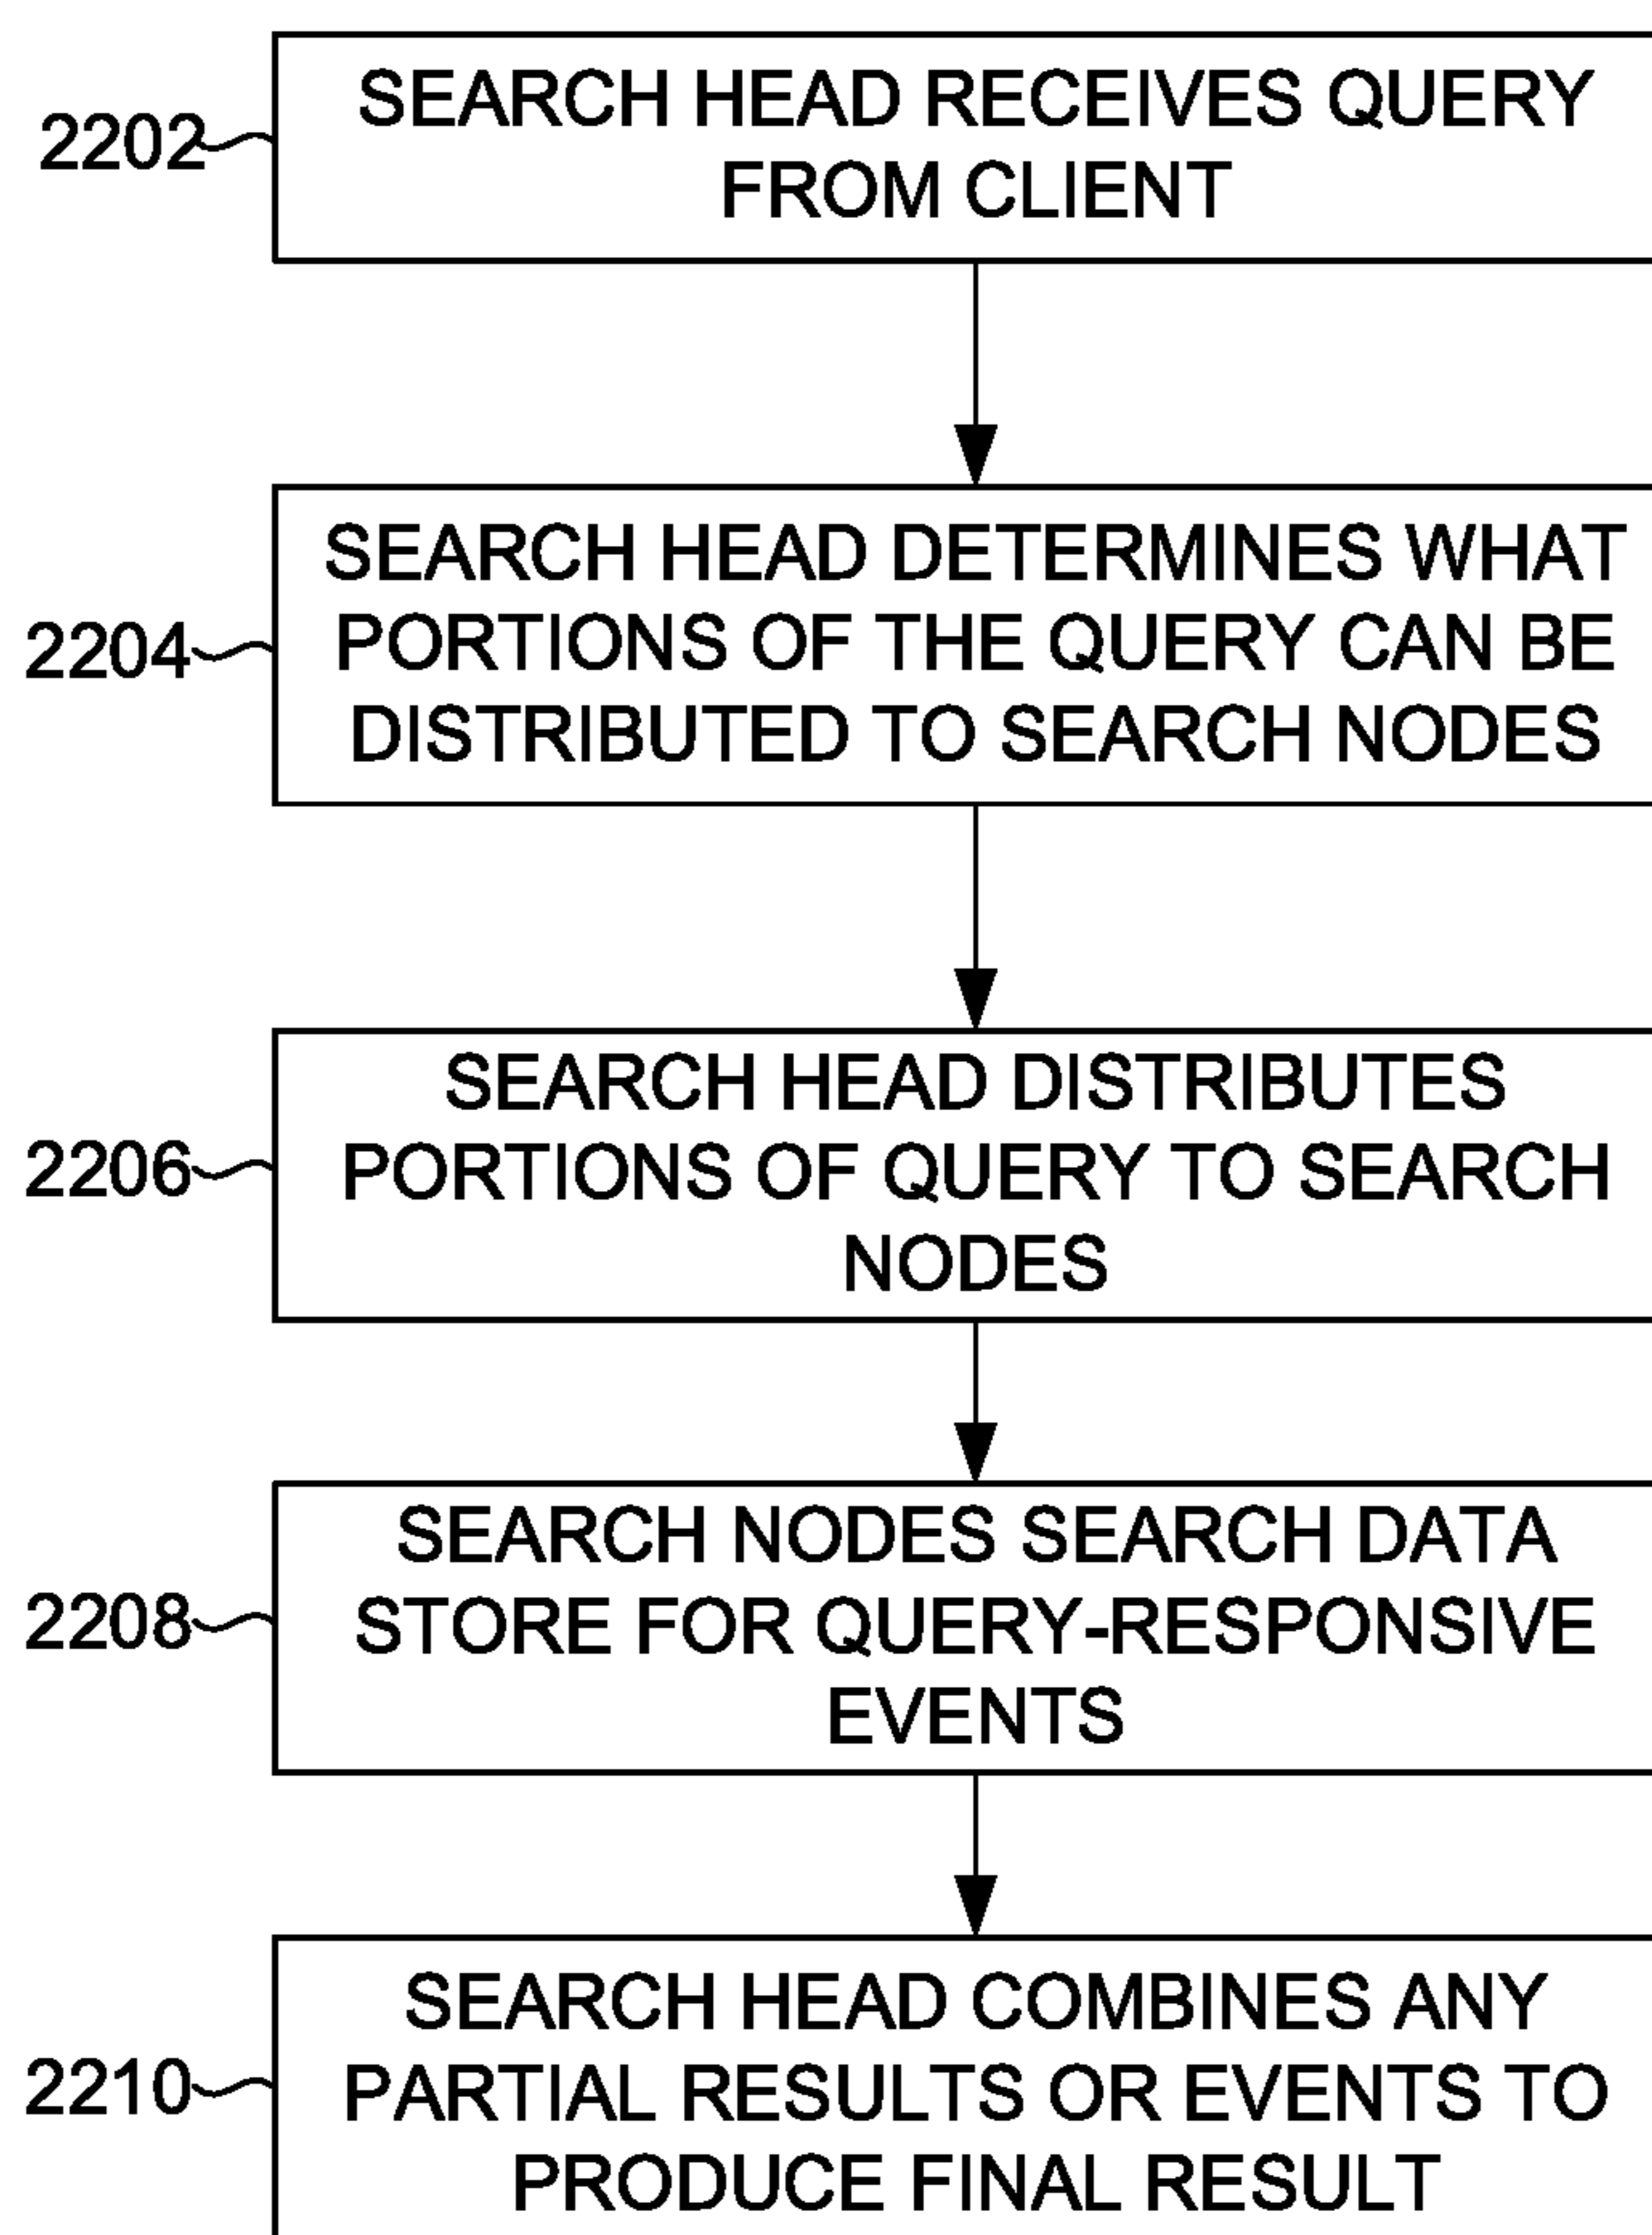 2202
SEARCH HEAD RECEIVES QUERY
FROM CLIENT
2204
SEARCH HEAD DETERMINES WHAT
PORTIONS OF THE QUERY CAN BE
DISTRIBUTED TO SEARCH NODES
2206
SEARCH HEAD DISTRIBUTES
PORTIONS OF QUERY TO SEARCH
NODES
2208
SEARCH NODES SEARCH DATA
STORE FOR QUERY-RESPONSIVE
EVENTS
2210
SEARCH HEAD COMBINES ANY
PARTIAL RESULTS OR EVENTS TO
PRODUCE FINAL RESULT